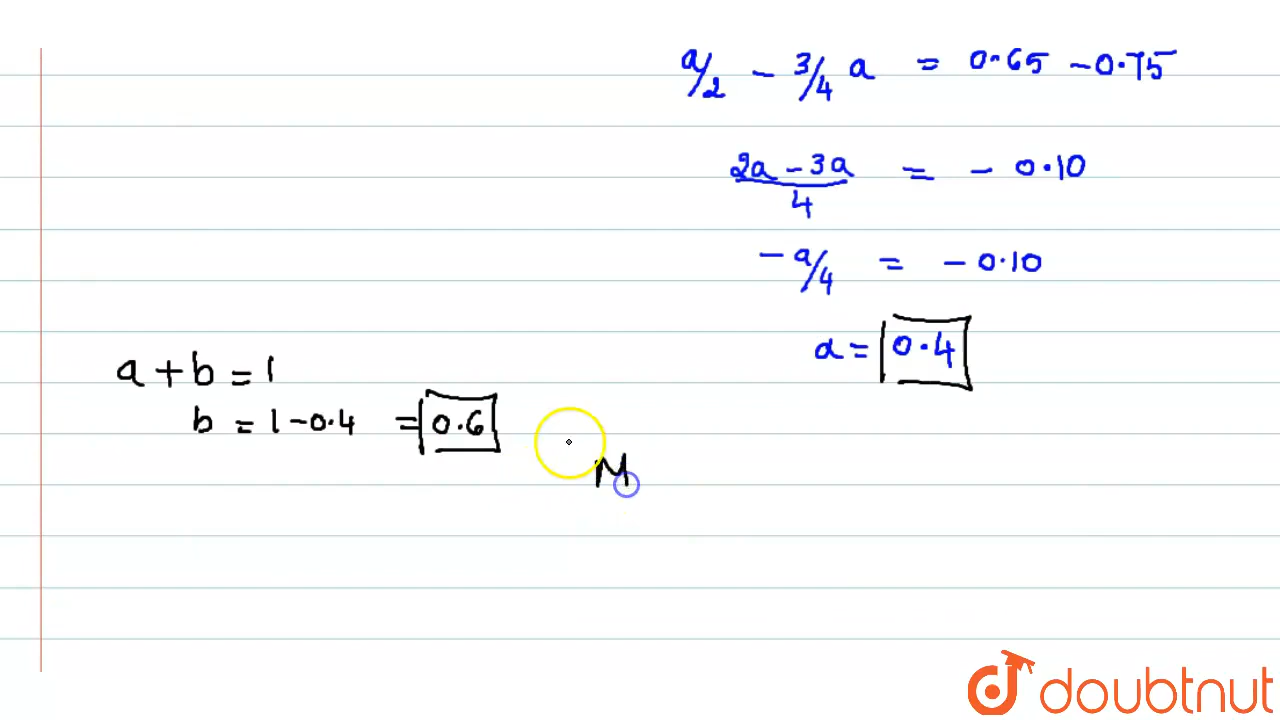 a/2 - 3/4 a = 0.65 - 0.75
2a - 3a / 4 = - 0.10
- a/4 = - 0.10
a = 0.4
a + b = 1
b = 1 - 0.4 = 0.6
M
doubtnut